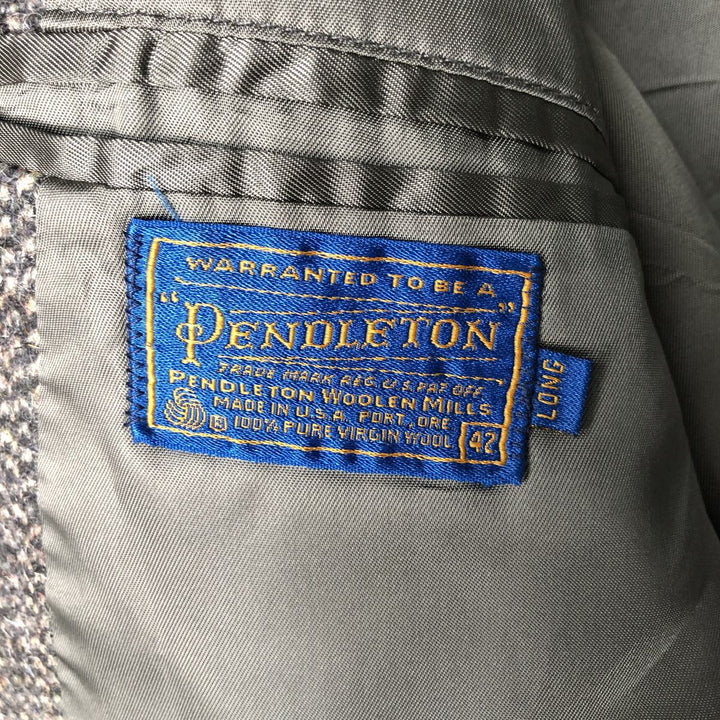 WARRANTED TO BE A
"PENDLETON"
TRADE MARK REG. U.S. PAT. OFF.
PENDLETON WOOLEN MILLS
MADE IN U.S.A. PORT., ORE
R 100% PURE VIRGIN WOOL
42
LONG